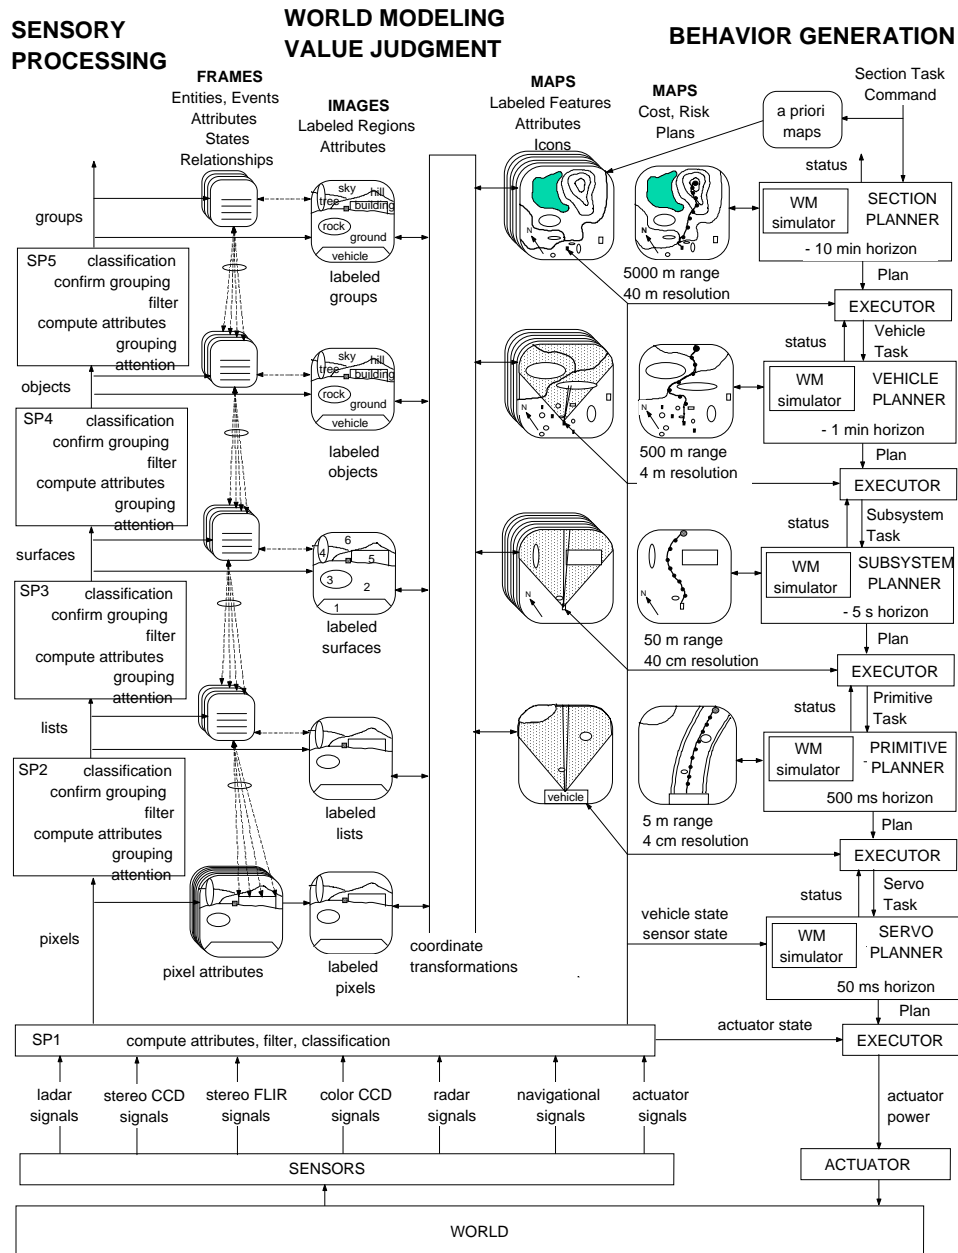 SENSORY
PROCESSING
WORLD MODELING
VALUE JUDGMENT
BEHAVIOR GENERATION
FRAMES
Entities, Events
Attributes
States
Relationships
IMAGES
Labeled Regions
Attributes
MAPS
Labeled Features
Attributes
Icons
MAPS
Cost, Risk
Plans
a priori
maps
Section Task
Command
status
groups
sky
hill
tree
building
rock
ground
vehicle
labeled
groups
N
N
5000 m range
40 m resolution
WM
simulator
SECTION
PLANNER
- 10 min horizon
Plan
EXECUTOR
SP5 classification
confirm grouping
filter
compute attributes
grouping
attention
status
Vehicle
Task
objects
sky
hill
tree
building
rock
ground
vehicle
labeled
objects
N
N
500 m range
4 m resolution
WM
simulator
VEHICLE
PLANNER
- 1 min horizon
Plan
EXECUTOR
SP4 classification
confirm grouping
filter
compute attributes
grouping
attention
status
Subsystem
Task
surfaces
6
4
5
3
2
1
labeled
surfaces
N
50 m range
40 cm resolution
WM
simulator
SUBSYSTEM
PLANNER
- 5 s horizon
Plan
EXECUTOR
SP3 classification
confirm grouping
filter
compute attributes
grouping
attention
status
Primitive
Task
lists
labeled
lists
vehicle
5 m range
4 cm resolution
WM
simulator
PRIMITIVE
- PLANNER
500 ms horizon
Plan
EXECUTOR
SP2 classification
confirm grouping
filter
compute attributes
grouping
attention
status
Servo
Task
pixels
pixel attributes
labeled
pixels
coordinate
transformations
vehicle state
sensor state
WM
simulator
SERVO
PLANNER
50 ms horizon
Plan
EXECUTOR
actuator state
SP1 compute attributes, filter, classification
ladar
signals
stereo CCD
signals
stereo FLIR
signals
color CCD
signals
radar
signals
navigational
signals
actuator
signals
actuator
power
SENSORS
ACTUATOR
WORLD